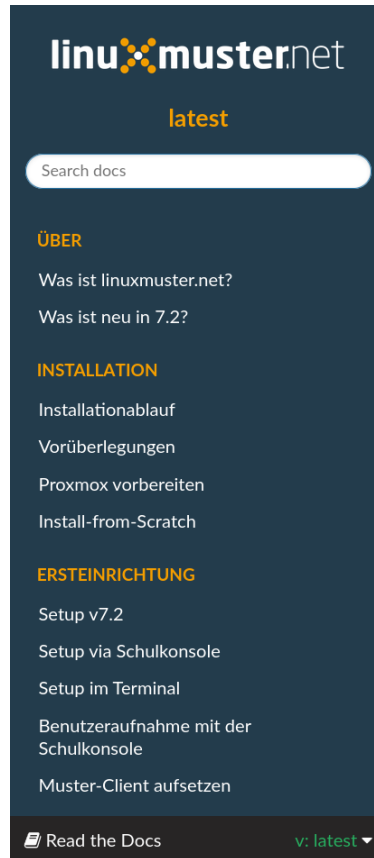 linuxmuster.net
latest
Search docs
ÜBER
Was ist linuxmuster.net?
Was ist neu in 7.2?
INSTALLATION
Installationablauf
Vorüberlegungen
Proxmox vorbereiten
Install-from-Scratch
ERSTEINRICHTUNG
Setup v7.2
Setup via Schulkonsole
Setup im Terminal
Benutzeraufnahme mit der
Schulkonsole
Muster-Client aufsetzen
Read the Docs v: latest